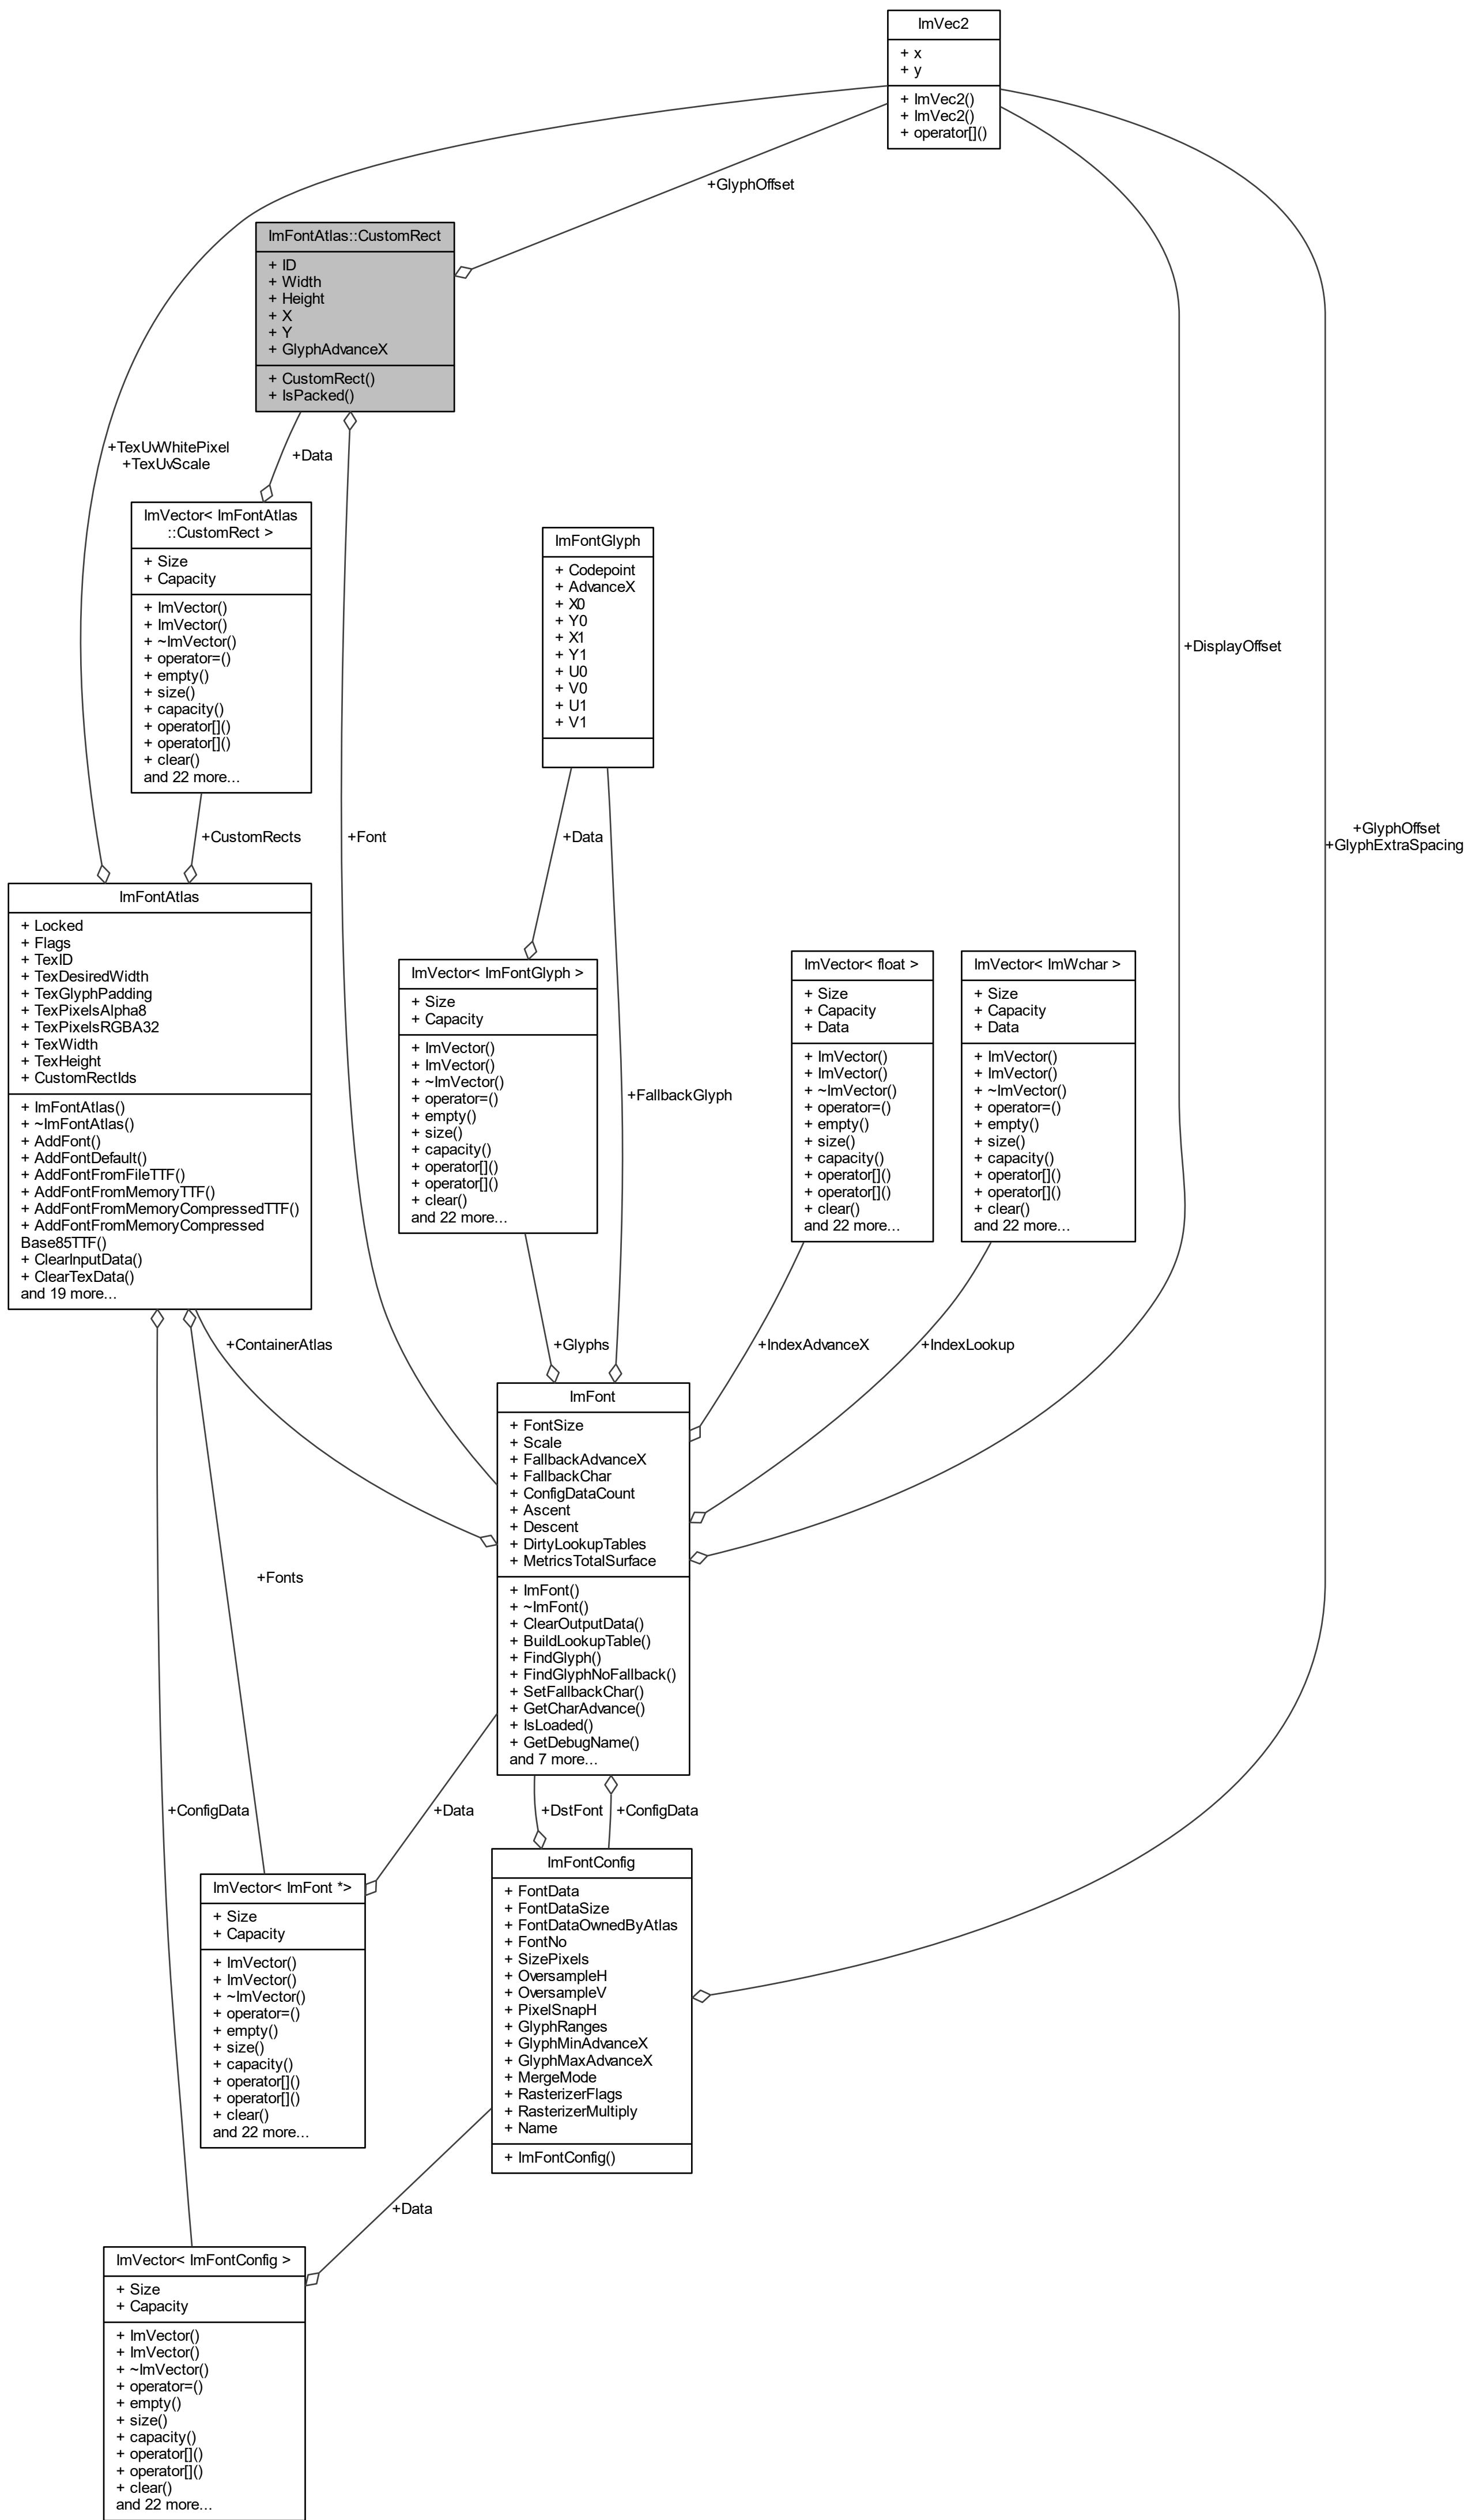 ImVec2
+ x
+ y
+ ImVec2()
+ ImVec2()
+ operator[]()
+GlyphOffset
ImFontAtlas::CustomRect
+ ID
+ Width
+ Height
+ X
+ Y
+ GlyphAdvanceX
+ CustomRect()
+ IsPacked()
+TexUvWhitePixel
+TexUvScale
+Data
ImVector< ImFontAtlas
::CustomRect >
+ Size
+ Capacity
+ ImVector()
+ ImVector()
+ ~ImVector()
+ operator=()
+ empty()
+ size()
+ capacity()
+ operator[]()
+ operator[]()
+ clear()
and 22 more...
ImFontGlyph
+ Codepoint
+ AdvanceX
+ X0
+ Y0
+ X1
+ Y1
+ U0
+ V0
+ U1
+ V1
+DisplayOffset
+GlyphOffset
+GlyphExtraSpacing
+CustomRects
+Font
+Data
ImFontAtlas
+ Locked
+ Flags
+ TexID
+ TexDesiredWidth
+ TexGlyphPadding
+ TexPixelsAlpha8
+ TexPixelsRGBA32
+ TexWidth
+ TexHeight
+ CustomRectIds
+ ImFontAtlas()
+ ~ImFontAtlas()
+ AddFont()
+ AddFontDefault()
+ AddFontFromFileTTF()
+ AddFontFromMemoryTTF()
+ AddFontFromMemoryCompressedTTF()
+ AddFontFromMemoryCompressed
Base85TTF()
+ ClearInputData()
+ ClearTexData()
and 19 more...
ImVector< ImFontGlyph >
+ Size
+ Capacity
+ ImVector()
+ ImVector()
+ ~ImVector()
+ operator=()
+ empty()
+ size()
+ capacity()
+ operator[]()
+ operator[]()
+ clear()
and 22 more...
+FallbackGlyph
ImVector< float >
+ Size
+ Capacity
+ Data
+ ImVector()
+ ImVector()
+ ~ImVector()
+ operator=()
+ empty()
+ size()
+ capacity()
+ operator[]()
+ operator[]()
+ clear()
and 22 more...
ImVector< ImWchar >
+ Size
+ Capacity
+ Data
+ ImVector()
+ ImVector()
+ ~ImVector()
+ operator=()
+ empty()
+ size()
+ capacity()
+ operator[]()
+ operator[]()
+ clear()
and 22 more...
+ContainerAtlas
+Glyphs
+IndexAdvanceX
+IndexLookup
ImFont
+ FontSize
+ Scale
+ FallbackAdvanceX
+ FallbackChar
+ ConfigDataCount
+ Ascent
+ Descent
+ DirtyLookupTables
+ MetricsTotalSurface
+ ImFont()
+ ~ImFont()
+ ClearOutputData()
+ BuildLookupTable()
+ FindGlyph()
+ FindGlyphNoFallback()
+ SetFallbackChar()
+ GetCharAdvance()
+ IsLoaded()
+ GetDebugName()
and 7 more...
+Fonts
+ConfigData
+Data
+DstFont
+ConfigData
ImVector< ImFont *>
+ Size
+ Capacity
+ ImVector()
+ ImVector()
+ ~ImVector()
+ operator=()
+ empty()
+ size()
+ capacity()
+ operator[]()
+ operator[]()
+ clear()
and 22 more...
ImFontConfig
+ FontData
+ FontDataSize
+ FontDataOwnedByAtlas
+ FontNo
+ SizePixels
+ OversampleH
+ OversampleV
+ PixelSnapH
+ GlyphRanges
+ GlyphMinAdvanceX
+ GlyphMaxAdvanceX
+ MergeMode
+ RasterizerFlags
+ RasterizerMultiply
+ Name
+ ImFontConfig()
+Data
ImVector< ImFontConfig >
+ Size
+ Capacity
+ ImVector()
+ ImVector()
+ ~ImVector()
+ operator=()
+ empty()
+ size()
+ capacity()
+ operator[]()
+ operator[]()
+ clear()
and 22 more...